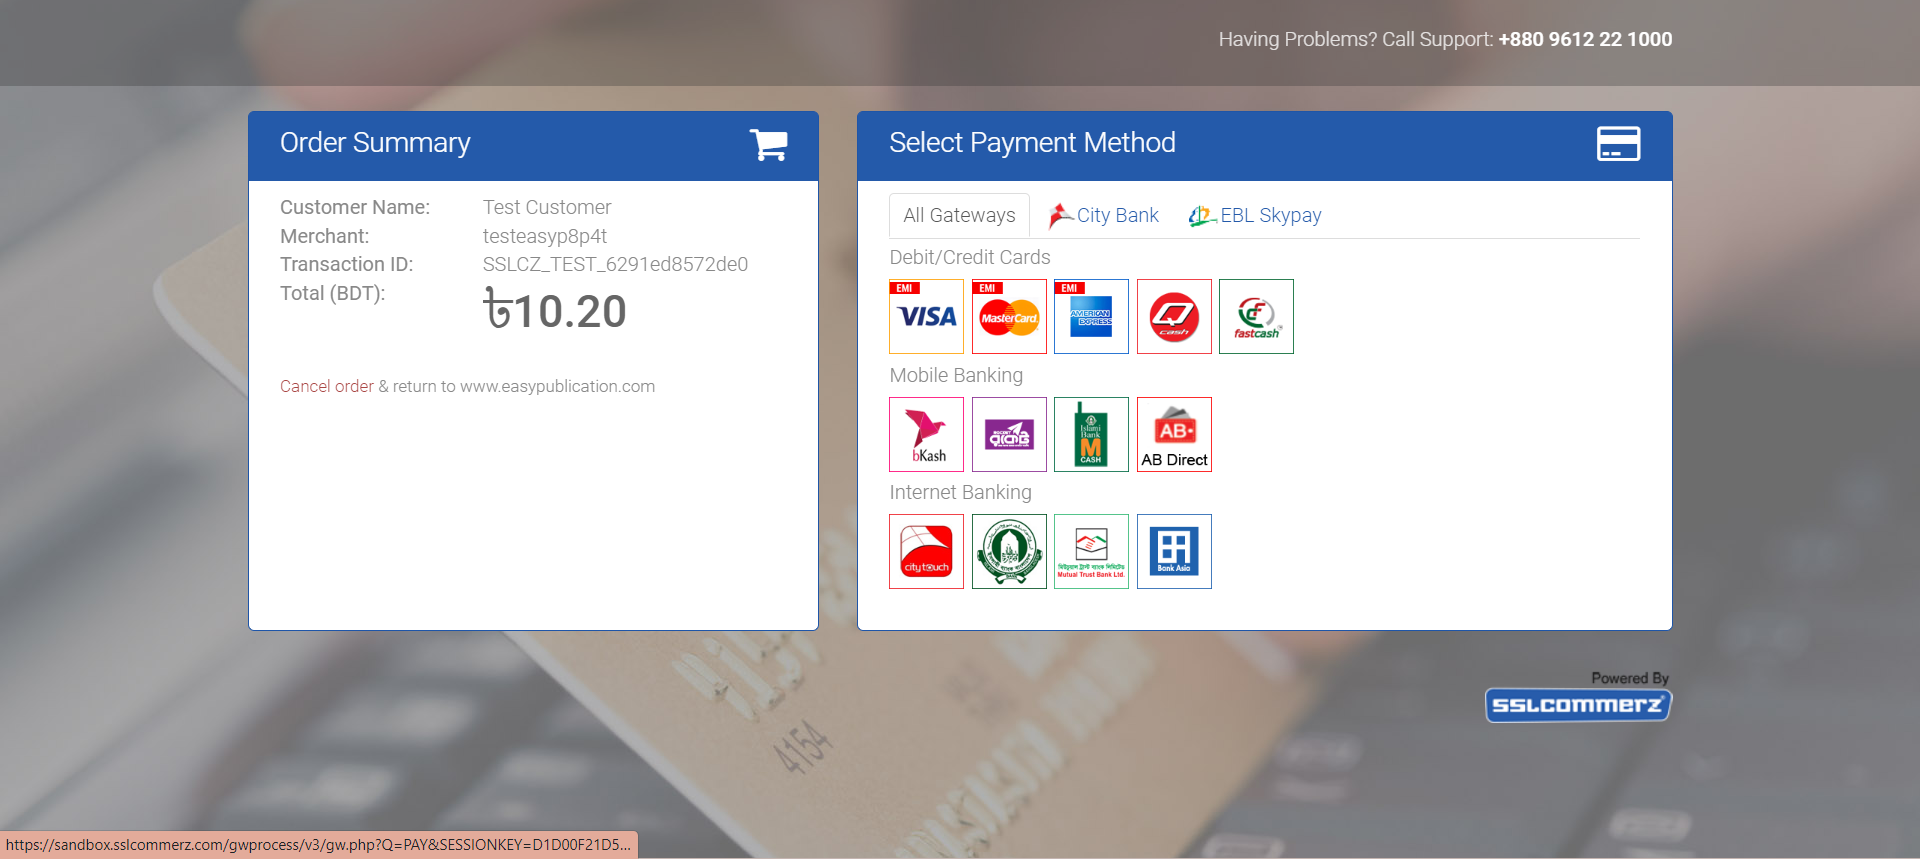 Having Problems? Call Support: +880 9612 22 1000
Order Summary
Customer Name: Test Customer
Merchant: testeasyp8p4t
Transaction ID: SSLCZ_TEST_6291ed8572de0
Total (BDT): ৳10.20
Cancel order & return to www.easypublication.com
Select Payment Method
All Gateways City Bank EBL Skypay
Debit/Credit Cards
EMI EMI EMI
VISA MasterCard AMERICAN EXPRESS Q cash fastcash
Mobile Banking
bKash
ROCKET
রকেট
Islami Bank M CASH
AB
AB Direct
Internet Banking
citytouch
মিউচুয়াল ট্রাস্ট ব্যাংক লিমিটেড
Mutual Trust Bank Ltd.
Bank Asia
Powered By
SSLCOMMERZ
4154
https://sandbox.sslcommerz.com/gwprocess/v3/gw.php?Q=PAY&SESSIONKEY=D1D00F21D5...